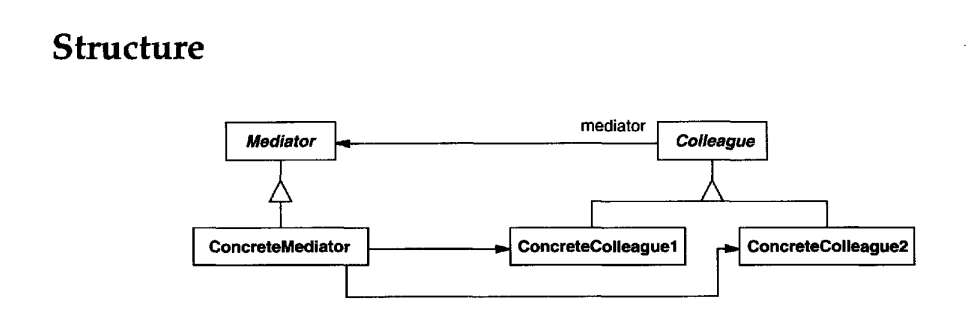 Structure
mediator
Mediator
Colleague
ConcreteMediator
ConcreteColleague1
ConcreteColleague2